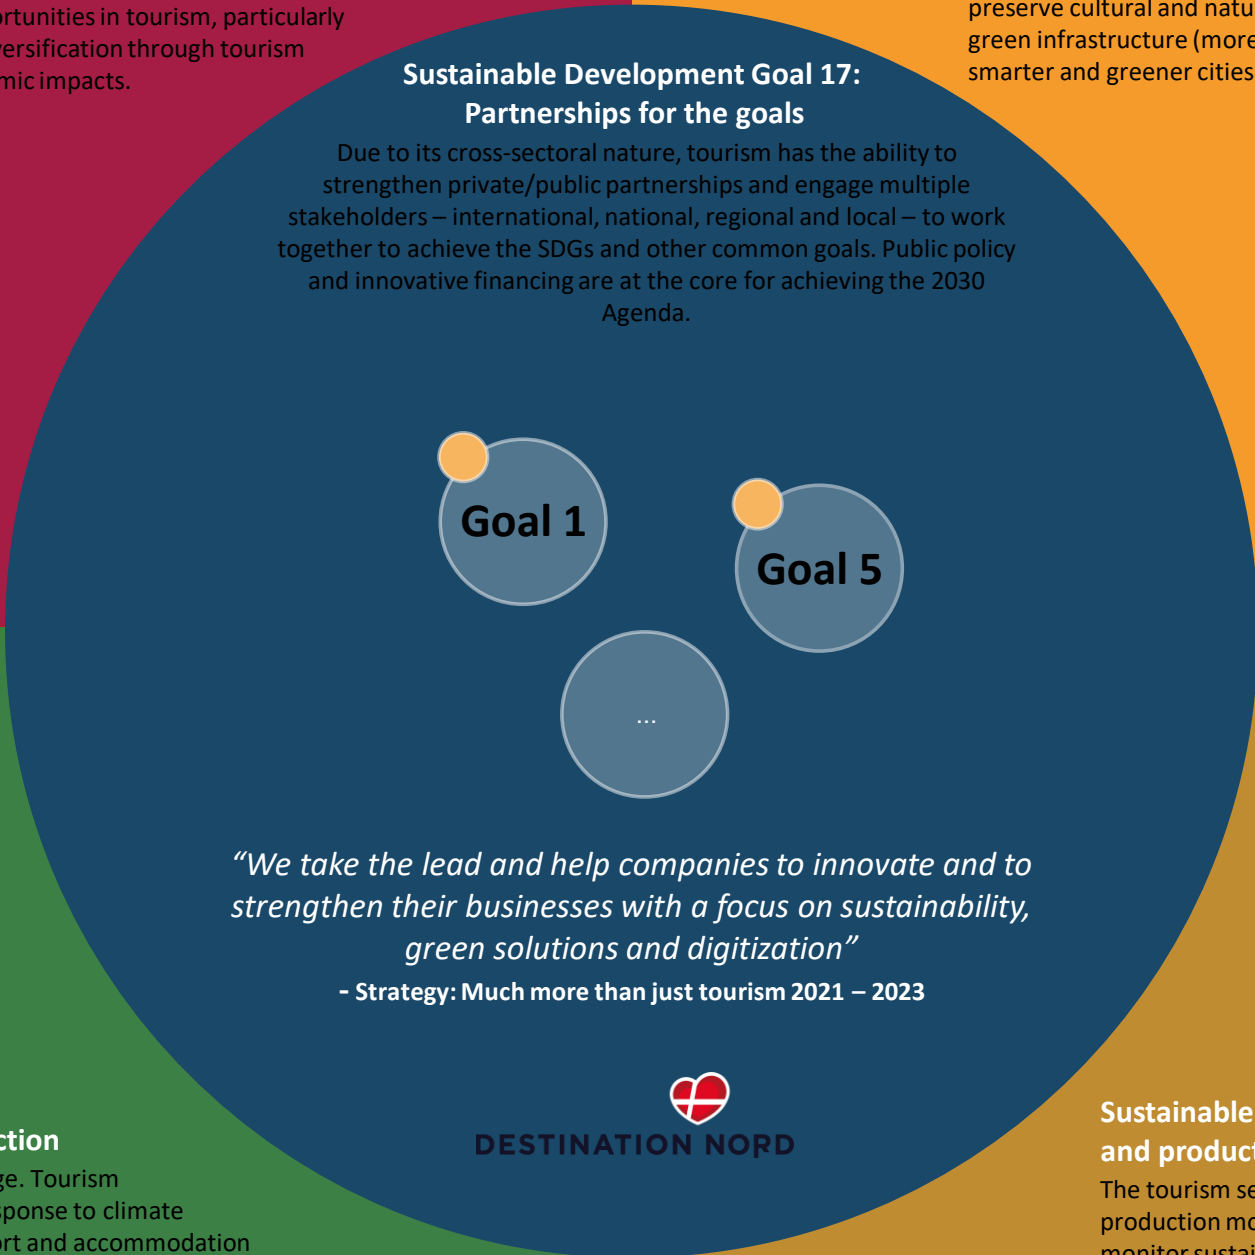 ortunities in tourism, particularly
versification through tourism
mic impacts.
preserve cultural and natu
green infrastructure (more
smarter and greener cities
Sustainable Development Goal 17:
Partnerships for the goals
Due to its cross-sectoral nature, tourism has the ability to
strengthen private/public partnerships and engage multiple
stakeholders – international, national, regional and local – to work
together to achieve the SDGs and other common goals. Public policy
and innovative financing are at the core for achieving the 2030
Agenda.
Goal 1
Goal 5
...
“We take the lead and help companies to innovate and to
strengthen their businesses with a focus on sustainability,
green solutions and digitization”
- Strategy: Much more than just tourism 2021 – 2023
DESTINATION NORD
ction
ge. Tourism
sponse to climate
rt and accommodation
Sustainable
and product
The tourism se
production mo
monitor sustai